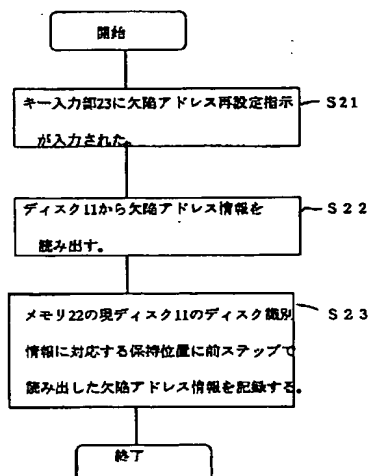 開始
キー入力部23に欠陥アドレス再設定指示
が入力された。
S21
ディスク11から欠陥アドレス情報を
読み出す。
S22
メモリ22の現ディスク11のディスク識別
情報に対応する保持位置に前ステップで
読み出した欠陥アドレス情報を記録する。
S23
終了